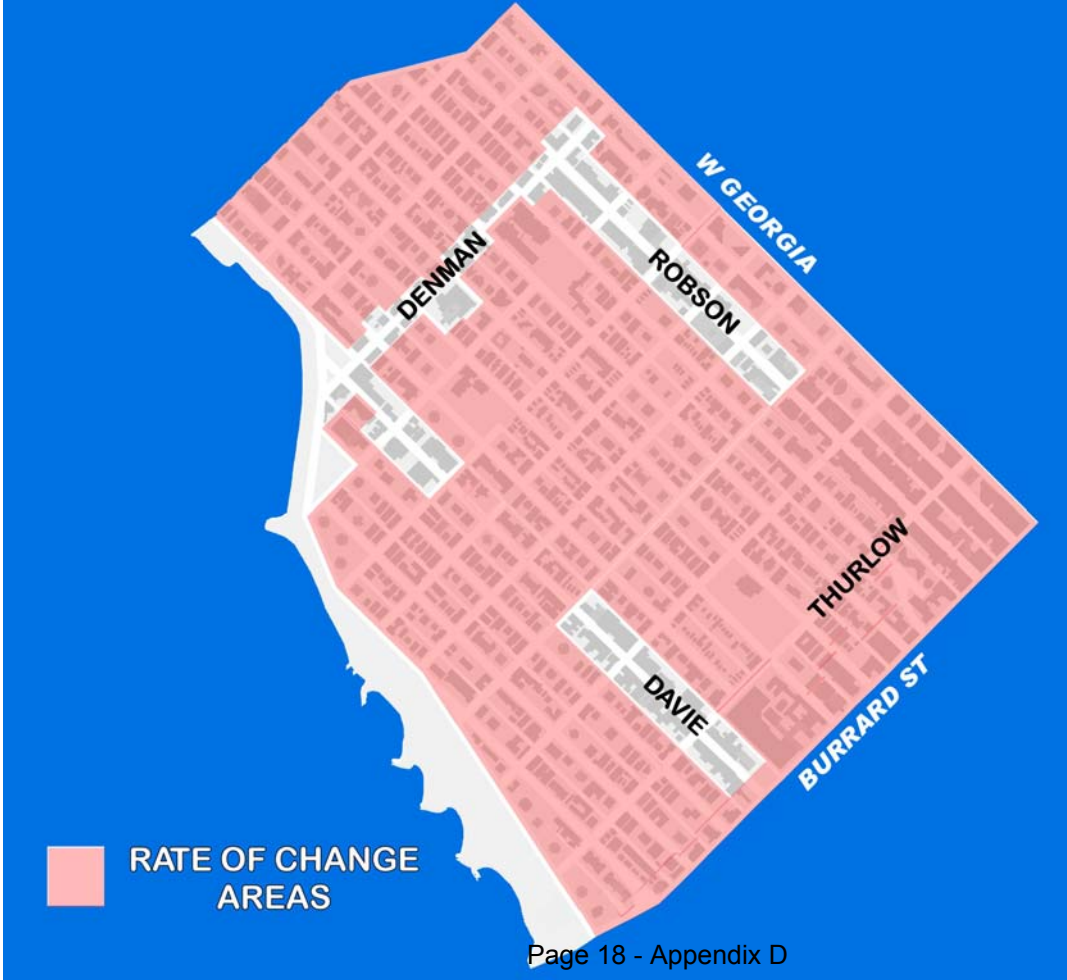 W GEORGIA
DENMAN
ROBSON
THURLOW
DAVIE
BURRARD ST
RATE OF CHANGE
AREAS
Page 18 - Appendix D